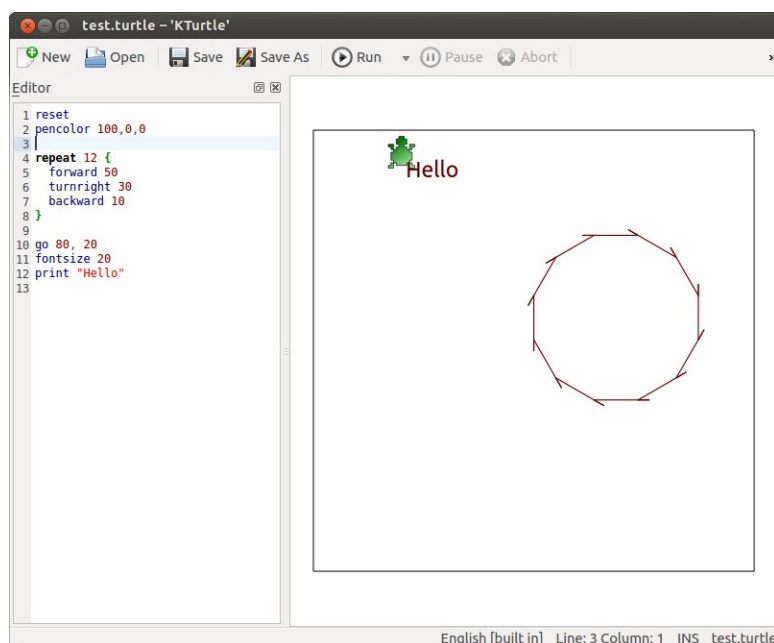 test.turtle – 'KTurtle'
New Open Save Save As Run Pause Abort »
Editor
1 reset
2 pencolor 100,0,0
3
4 repeat 12 {
5   forward 50
6   turnright 30
7   backward 10
8 }
9
10 go 80, 20
11 fontsize 20
12 print "Hello"
13
Hello
English [built in] Line: 3 Column: 1 INS test.turtle